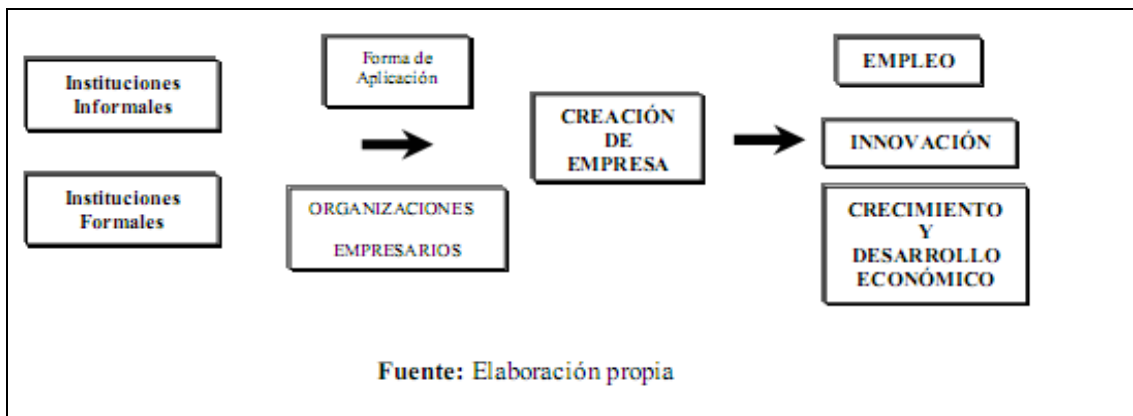 Instituciones
Informales
Instituciones
Formales
Forma de
Aplicación
ORGANIZACIONES
EMPRESARIOS
CREACIÓN
DE
EMPRESA
EMPLEO
INNOVACIÓN
CRECIMIENTO
Y
DESARROLLO
ECONÓMICO
Fuente: Elaboración propia